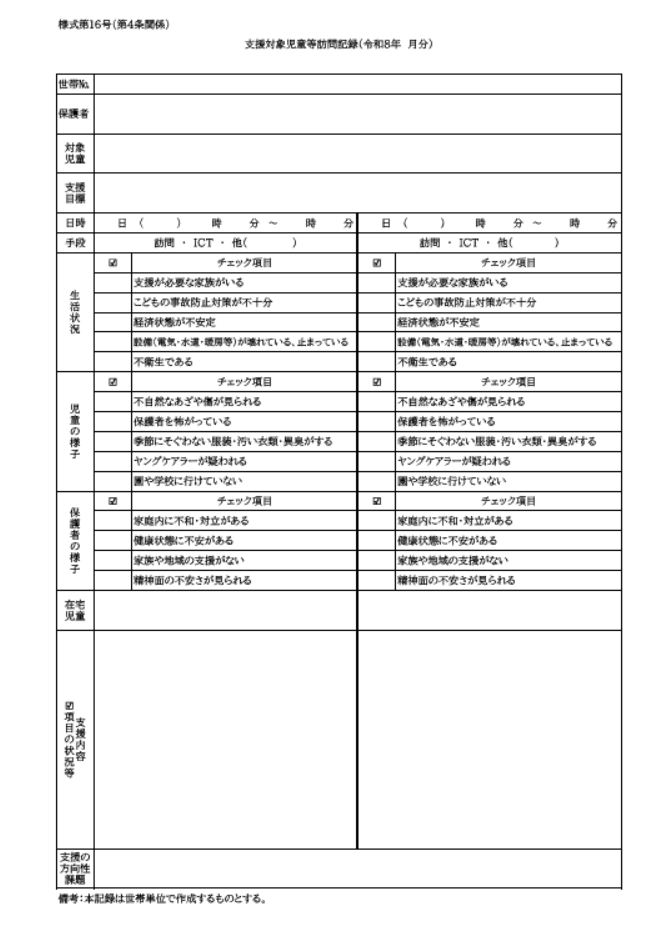 様式第16号(第4条関係)
支援対象児童等訪問記録(令和8年 月分)
世帯№
保護者
対象
児童
支援
目標
日時 日 ( ) 時 分 ~ 時 分 日 ( ) 時 分 ~ 時 分
手段 訪問 ・ ICT ・ 他( ) 訪問 ・ ICT ・ 他( )
生活状況
☑ チェック項目 ☑ チェック項目
支援が必要な家族がいる 支援が必要な家族がいる
こどもの事故防止対策が不十分 こどもの事故防止対策が不十分
経済状態が不安定 経済状態が不安定
設備(電気・水道・暖房等)が壊れている、止まっている 設備(電気・水道・暖房等)が壊れている、止まっている
不衛生である 不衛生である
児童の様子
☑ チェック項目 ☑ チェック項目
不自然なあざや傷が見られる 不自然なあざや傷が見られる
保護者を怖がっている 保護者を怖がっている
季節にそぐわない服装・汚い衣類・異臭がする 季節にそぐわない服装・汚い衣類・異臭がする
ヤングケアラーが疑われる ヤングケアラーが疑われる
園や学校に行けていない 園や学校に行けていない
保護者の様子
☑ チェック項目 ☑ チェック項目
家庭内に不和・対立がある 家庭内に不和・対立がある
健康状態に不安がある 健康状態に不安がある
家族や地域の支援がない 家族や地域の支援がない
精神面の不安さが見られる 精神面の不安さが見られる
在宅
児童
支援内容
☑項目の状況等
支援の
方向性
課題
備考:本記録は世帯単位で作成するものとする。